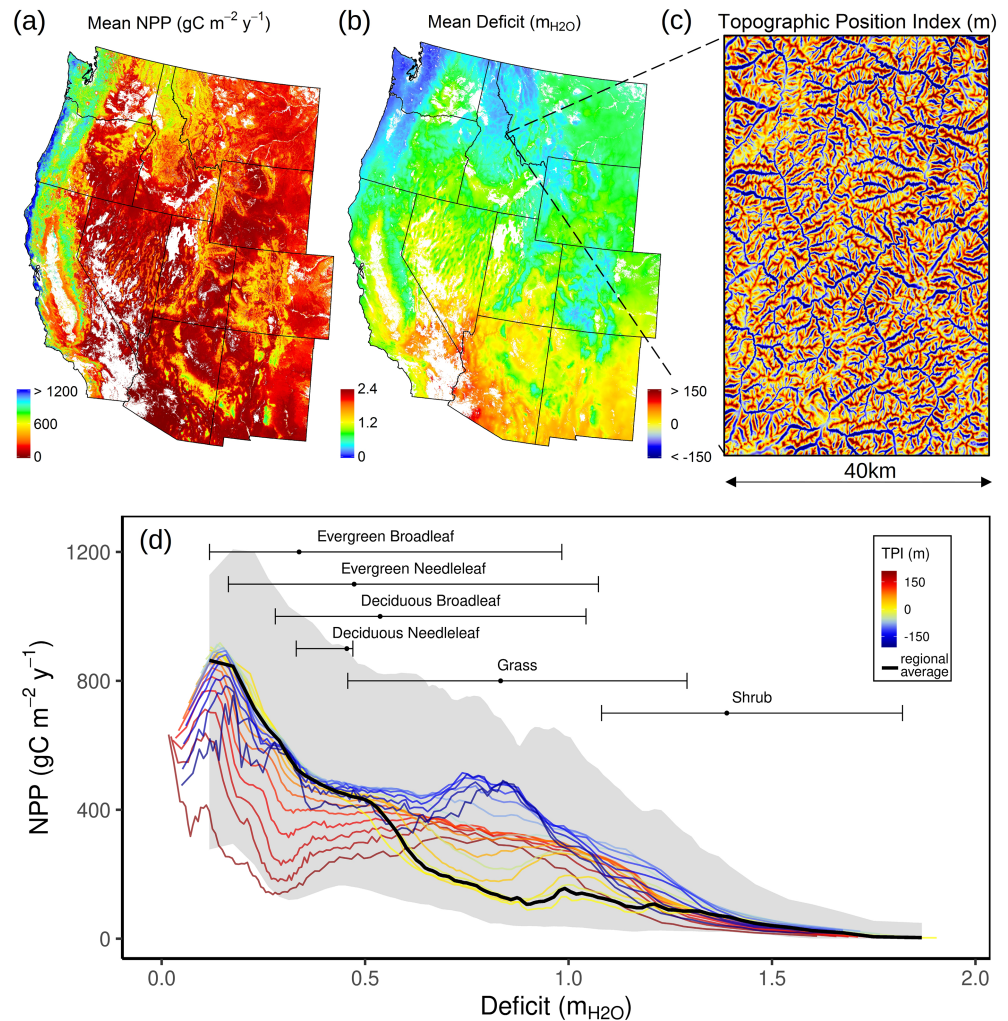 (a) Mean NPP (gC m⁻² y⁻¹)
> 1200
600
0
(b) Mean Deficit (mH2O)
2.4
1.2
0
(c) Topographic Position Index (m)
> 150
0
< -150
40km
(d)
Evergreen Broadleaf
Evergreen Needleleaf
Deciduous Broadleaf
Deciduous Needleleaf
Grass
Shrub
TPI (m)
150
0
-150
regional
average
NPP (gC m⁻² y⁻¹)
1200
800
400
0
0.0 0.5 1.0 1.5 2.0
Deficit (mH2O)